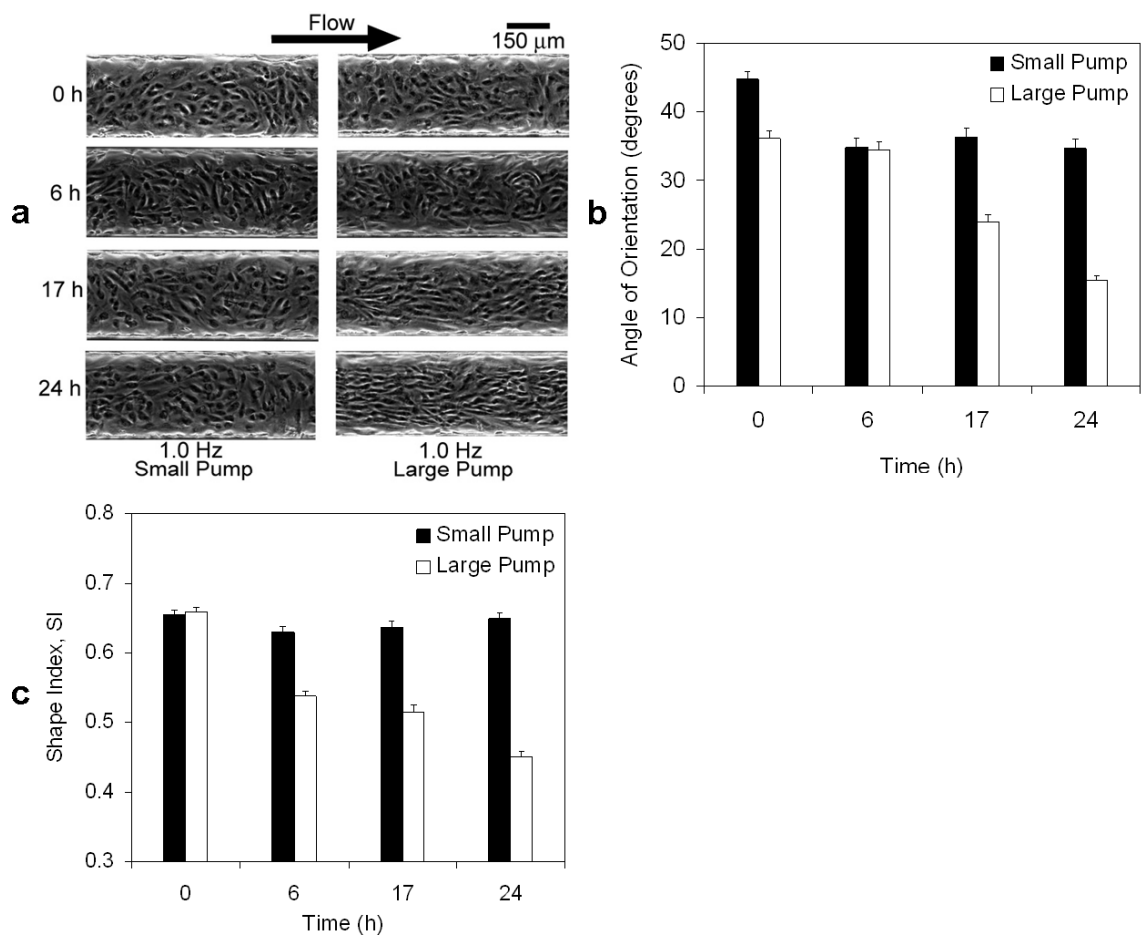 Flow
150 µm
0 h
6 h
17 h
24 h
1.0 Hz
Small Pump
1.0 Hz
Large Pump
a
50
40
30
20
10
0
Angle of Orientation (degrees)
Small Pump
Large Pump
0 6 17 24
Time (h)
b
0.8
0.7
0.6
0.5
0.4
0.3
Shape Index, SI
Small Pump
Large Pump
0 6 17 24
Time (h)
c